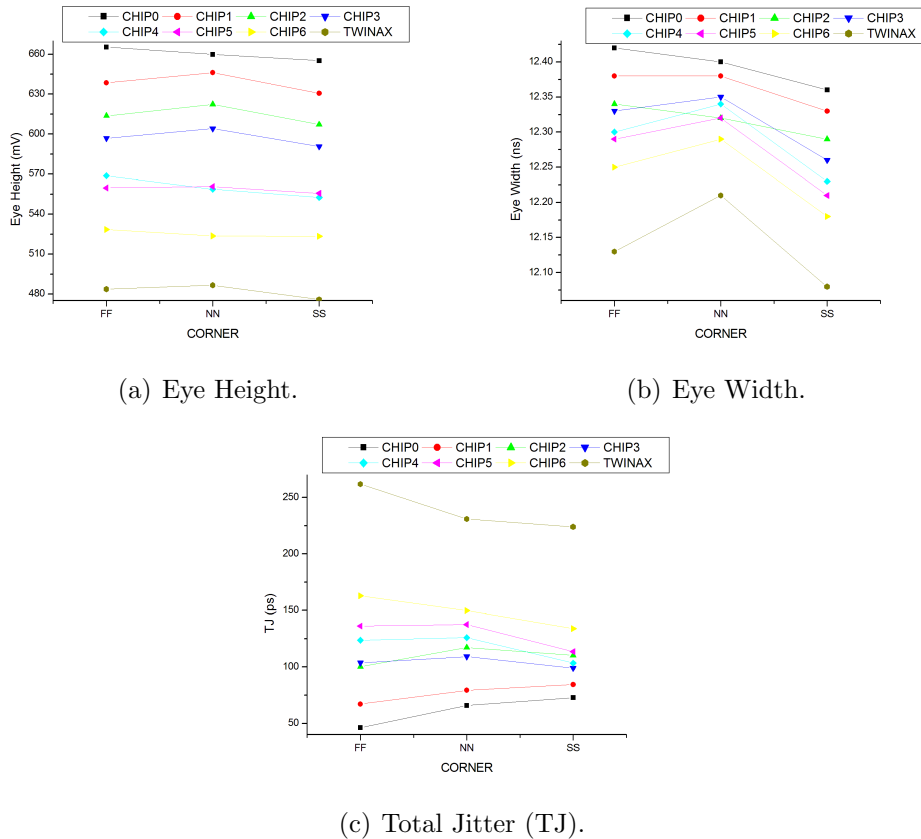 CHIP0 CHIP1 CHIP2 CHIP3
CHIP4 CHIP5 CHIP6 TWINAX
660
630
600
570
540
510
480
Eye Height (mV)
FF NN SS
CORNER
(a) Eye Height.
CHIP0 CHIP1 CHIP2 CHIP3
CHIP4 CHIP5 CHIP6 TWINAX
12.40
12.35
12.30
12.25
12.20
12.15
12.10
Eye Width (ns)
FF NN SS
CORNER
(b) Eye Width.
CHIP0 CHIP1 CHIP2 CHIP3
CHIP4 CHIP5 CHIP6 TWINAX
250
200
150
100
50
TJ (ps)
FF NN SS
CORNER
(c) Total Jitter (TJ).